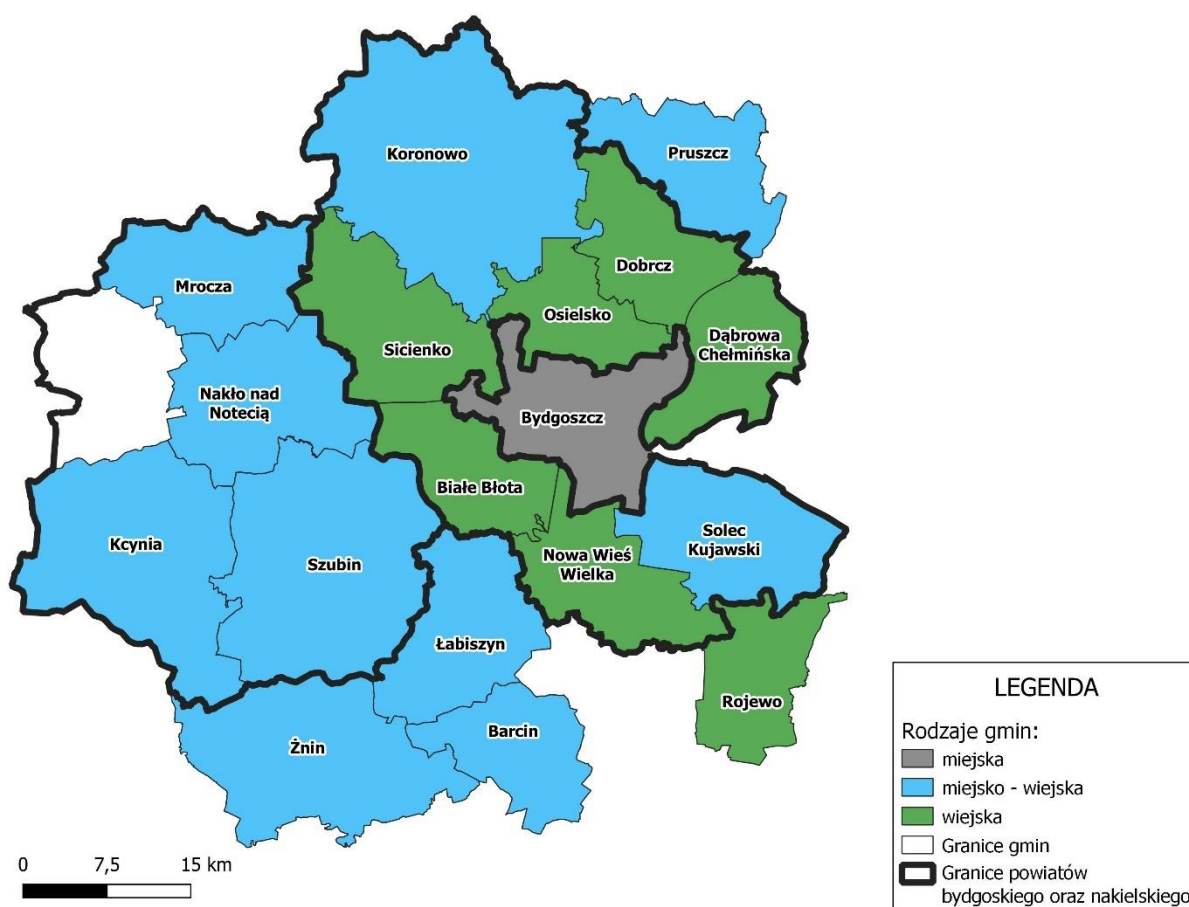 Koronowo
Pruszcz
Mrocza
Dobrcz
Osielsko
Sicienko
Dąbrowa
Chełmińska
Nakło nad
Notecią
Bydgoszcz
Białe Błota
Kcynia
Szubin
Solec
Kujawski
Nowa Wieś
Wielka
Łabiszyn
Rojewo
Żnin
Barcin
0 7,5 15 km
LEGENDA
Rodzaje gmin:
miejska
miejsko - wiejska
wiejska
Granice gmin
Granice powiatów
bydgoskiego oraz nakielskiego